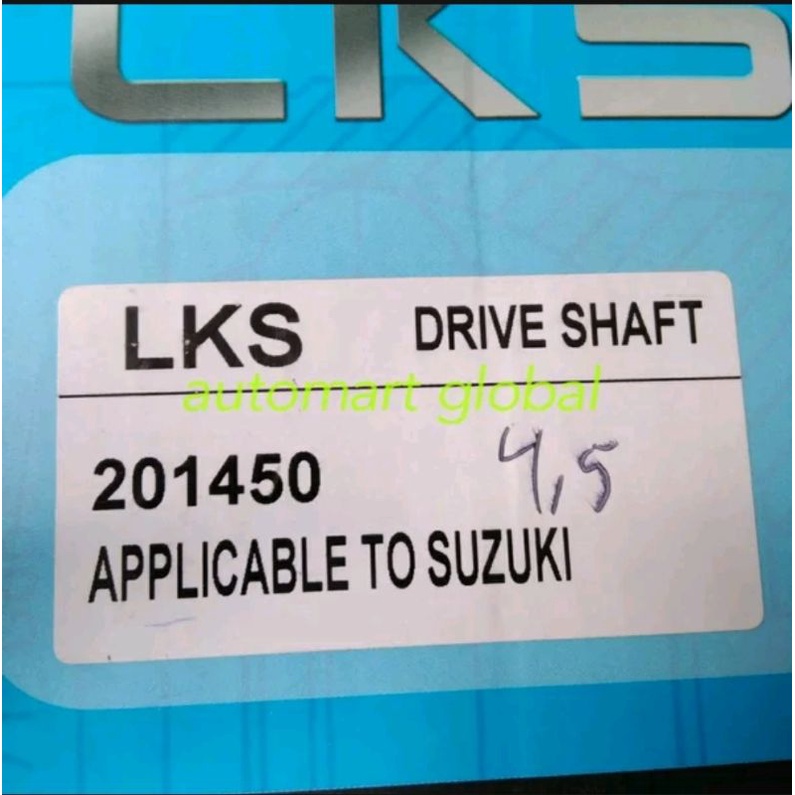 LKS
LKS DRIVE SHAFT
automart global
201450 4,5
APPLICABLE TO SUZUKI